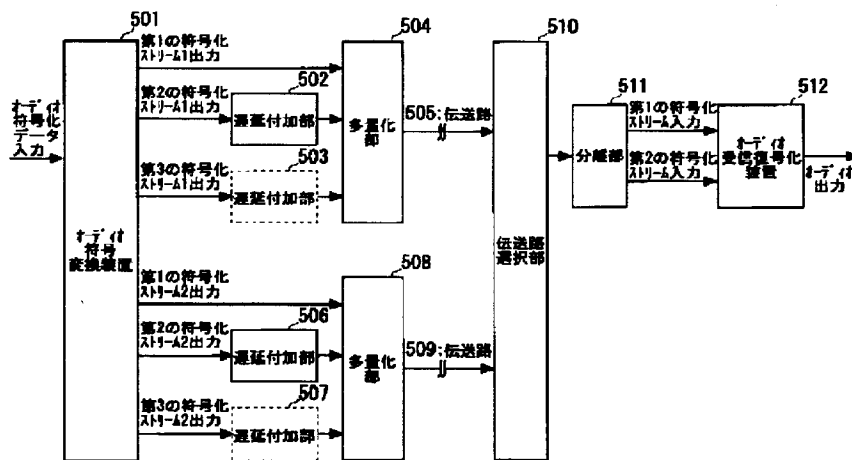 501
504
510
第1の符号化
ストリーム1出力
502
第2の符号化
ストリーム1出力
遅延付加部
503
第3の符号化
ストリーム1出力
遅延付加部
オーディオ
符号化
データ
入力
多重化
部
505:伝送路
511
第1の符号化
ストリーム入力
512
分離部
第2の符号化
ストリーム入力
オーディオ
受信復号化
装置
オーディオ
出力
オーディオ
符号
変換装置
伝送路
選択部
508
第1の符号化
ストリーム2出力
506
第2の符号化
ストリーム2出力
遅延付加部
507
第3の符号化
ストリーム2出力
遅延付加部
多重化
部
509:伝送路